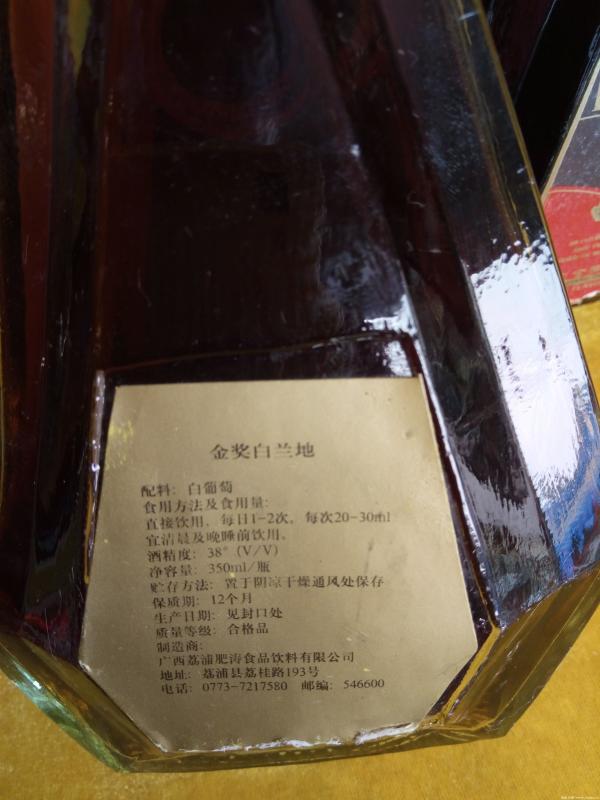 金奖白兰地
配料: 白葡萄
食用方法及食用量:
直接饮用, 每日1-2次, 每次20-30ml
宜清晨及晚睡前饮用。
酒精度: 38° (V/V)
净容量: 350ml/瓶
贮存方法: 置于阴凉干燥通风处保存
保质期: 12个月
生产日期: 见封口处
质量等级: 合格品
制造商:
广西荔浦肥涛食品饮料有限公司
地址: 荔浦县荔桂路193号
电话: 0773-7217580 邮编: 546600